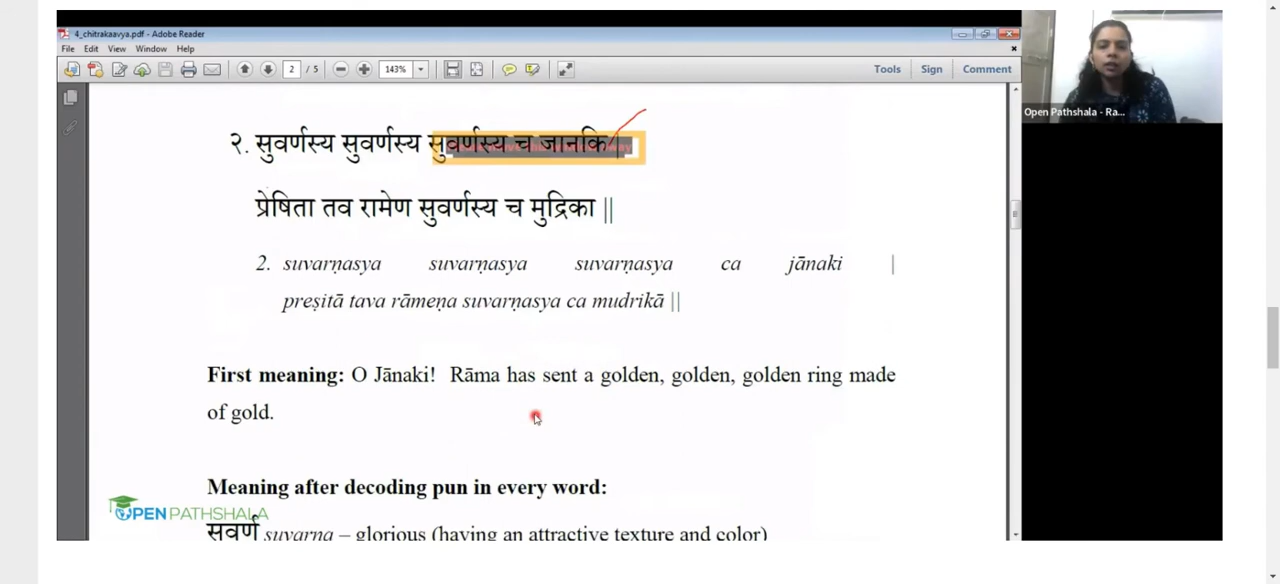 4_chitrakaavya.pdf - Adobe Reader
File Edit View Window Help
2 / 5 143% Tools Sign Comment
Open Pathshala - Ra...
२. सुवर्णस्य सुवर्णस्य सुवर्णस्य च जानकि|
प्रेषिता तव रामेण सुवर्णस्य च मुद्रिका ||
2. suvarṇasya suvarṇasya suvarṇasya ca jānaki |
preṣitā tava rāmeṇa suvarṇasya ca mudrikā ||
First meaning: O Jānaki! Rāma has sent a golden, golden, golden ring made
of gold.
Meaning after decoding pun in every word:
OPEN PATHSHALA
सुवर्ण suvarna – glorious (having an attractive texture and color)